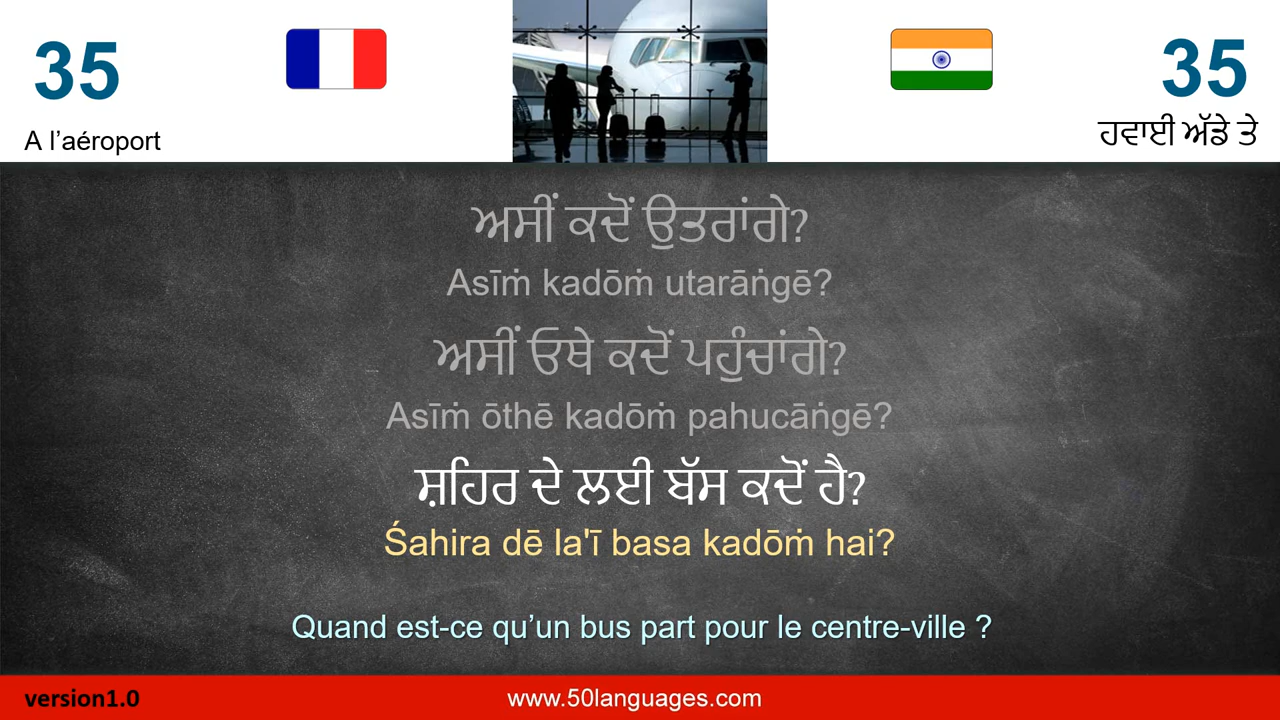 35
35
A l’aéroport
ਹਵਾਈ ਅੱਡੇ ਤੇ
ਅਸੀਂ ਕਦੋਂ ਉਤਰਾਂਗੇ?
Asīṁ kadōṁ utarāṅgē?
ਅਸੀਂ ਓਥੇ ਕਦੋਂ ਪਹੁੰਚਾਂਗੇ?
Asīṁ ōthē kadōṁ pahucāṅgē?
ਸ਼ਹਿਰ ਦੇ ਲਈ ਬੱਸ ਕਦੋਂ ਹੈ?
Śahira dē la'ī basa kadōṁ hai?
Quand est-ce qu’un bus part pour le centre-ville ?
version1.0
www.50languages.com